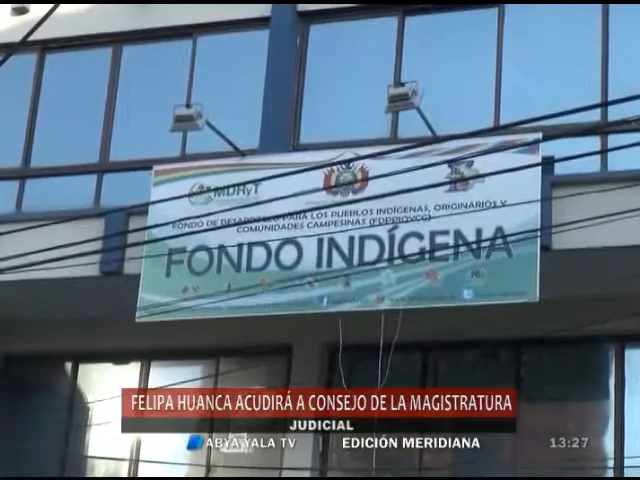 MDRyT
FONDO DE DESARROLLO PARA LOS PUEBLOS INDÍGENAS, ORIGINARIOS Y
COMUNIDADES CAMPESINAS (FDPPIOYCC)
FONDO INDÍGENA
FELIPA HUANCA ACUDIRÁ A CONSEJO DE LA MAGISTRATURA
JUDICIAL
ABYA YALA TV EDICIÓN MERIDIANA 13:27